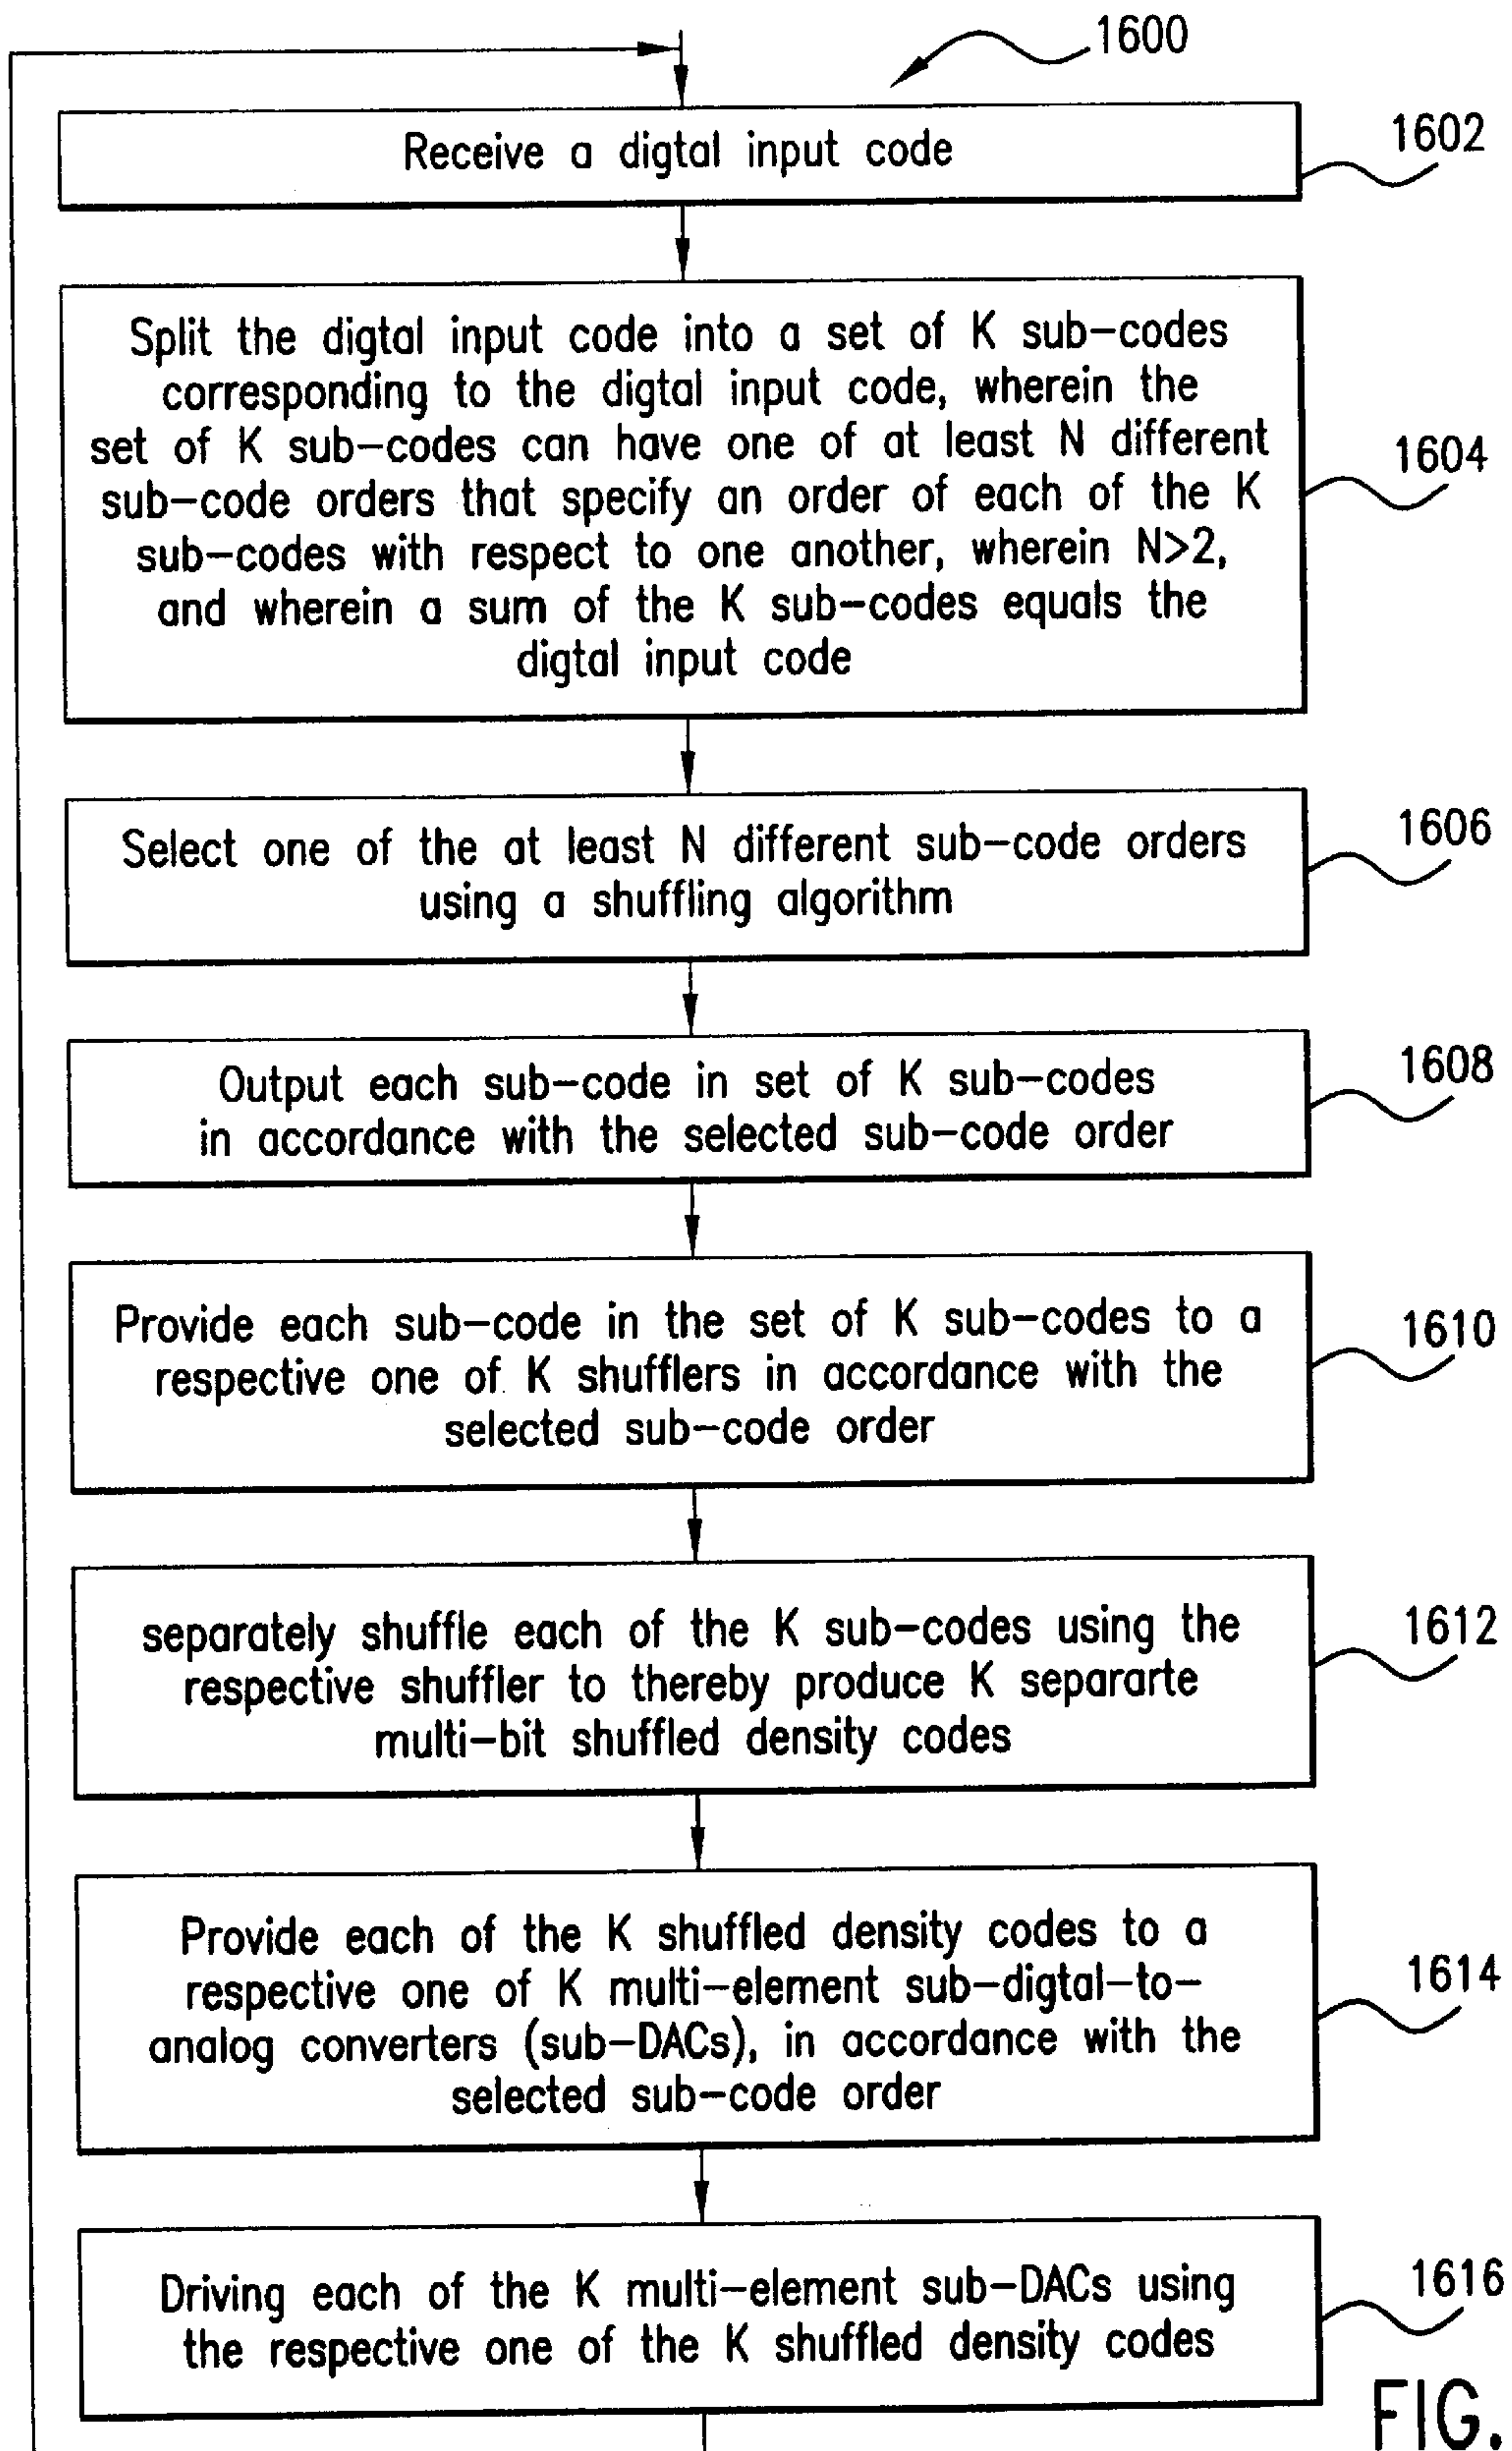 1600
Receive a digtal input code
1602
Split the digtal input code into a set of K sub-codes
corresponding to the digtal input code, wherein the
set of K sub-codes can have one of at least N different
sub-code orders that specify an order of each of the K
sub-codes with respect to one another, wherein N>2,
and wherein a sum of the K sub-codes equals the
digtal input code
1604
Select one of the at least N different sub-code orders
using a shuffling algorithm
1606
Output each sub-code in set of K sub-codes
in accordance with the selected sub-code order
1608
Provide each sub-code in the set of K sub-codes to a
respective one of K shufflers in accordance with the
selected sub-code order
1610
separately shuffle each of the K sub-codes using the
respective shuffler to thereby produce K separarte
multi-bit shuffled density codes
1612
Provide each of the K shuffled density codes to a
respective one of K multi-element sub-digtal-to-
analog converters (sub-DACs), in accordance with the
selected sub-code order
1614
Driving each of the K multi-element sub-DACs using
the respective one of the K shuffled density codes
1616
FIG.